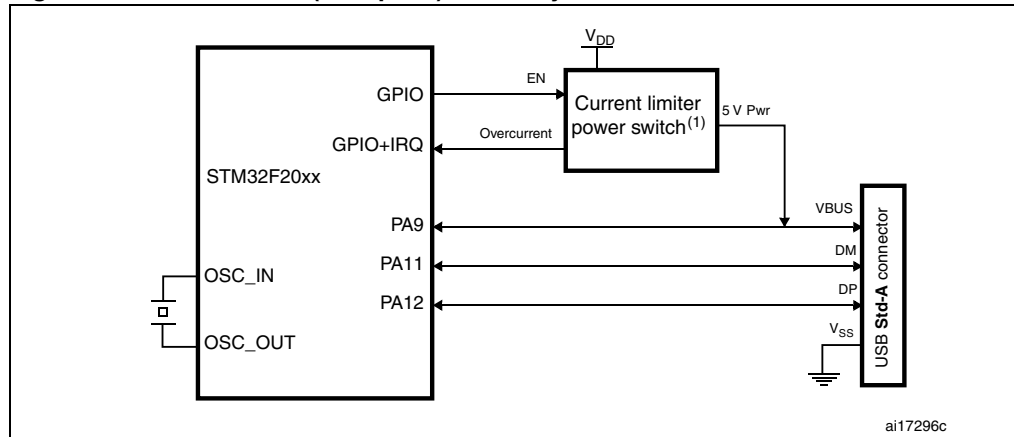 V_DD
EN
GPIO
Current limiter
power switch(1)
5 V Pwr
Overcurrent
GPIO+IRQ
STM32F20xx
PA9
VBUS
PA11
DM
OSC_IN
PA12
DP
OSC_OUT
V_SS
USB Std-A connector
ai17296c